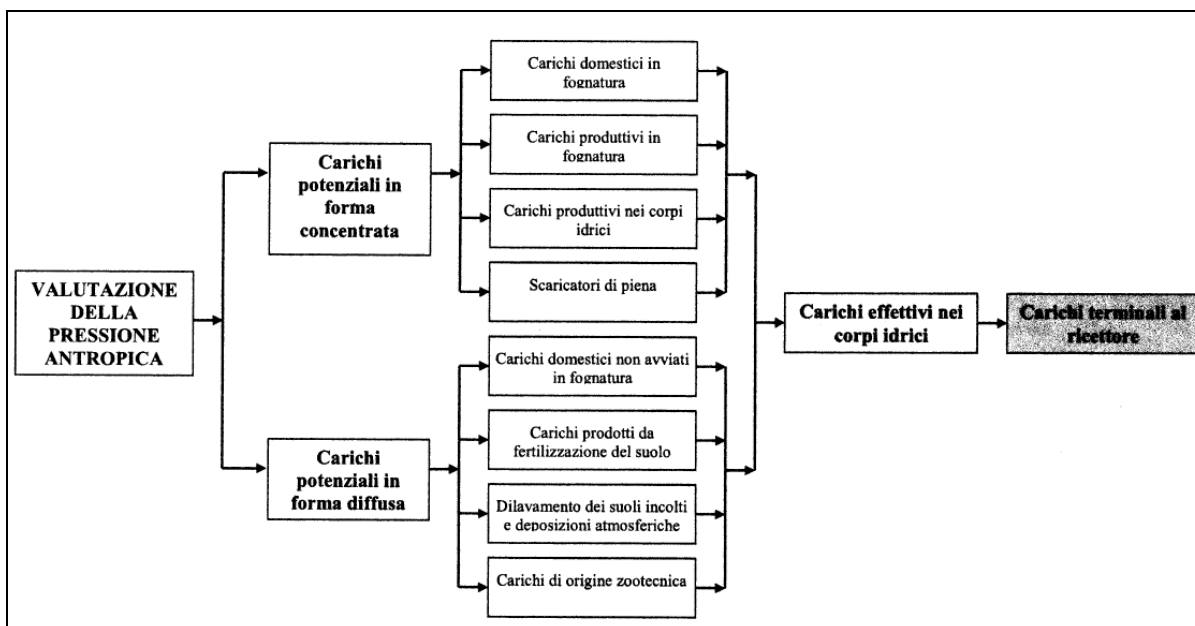 Carichi domestici in
fognatura
Carichi produttivi in
fognatura
Carichi
potenziali in
forma
concentrata
Carichi produttivi nei corpi
idrici
Scaricatori di piena
VALUTAZIONE
DELLA
PRESSIONE
ANTROPICA
Carichi effettivi nei
corpi idrici
Carichi terminali al
ricettore
Carichi domestici non avviati
in fognatura
Carichi prodotti da
fertilizzazione del suolo
Carichi
potenziali in
forma diffusa
Dilavamento dei suoli incolti
e deposizioni atmosferiche
Carichi di origine zootecnica